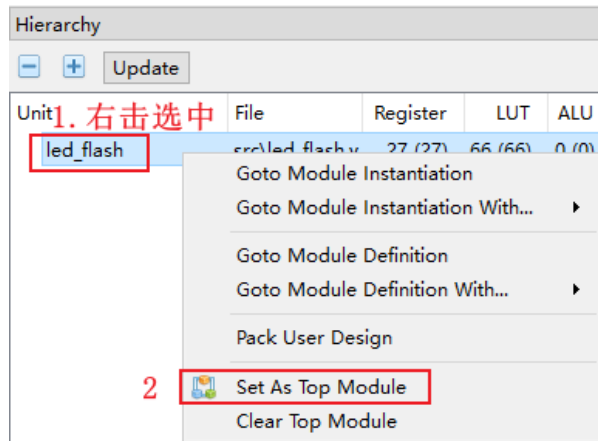 Hierarchy
Update
Unit 1. 右击选中 File Register LUT ALU
led_flash src\led_flash.v 27 (27) 66 (66) 0 (0)
Goto Module Instantiation
Goto Module Instantiation With...
Goto Module Definition
Goto Module Definition With...
Pack User Design
2 Set As Top Module
Clear Top Module